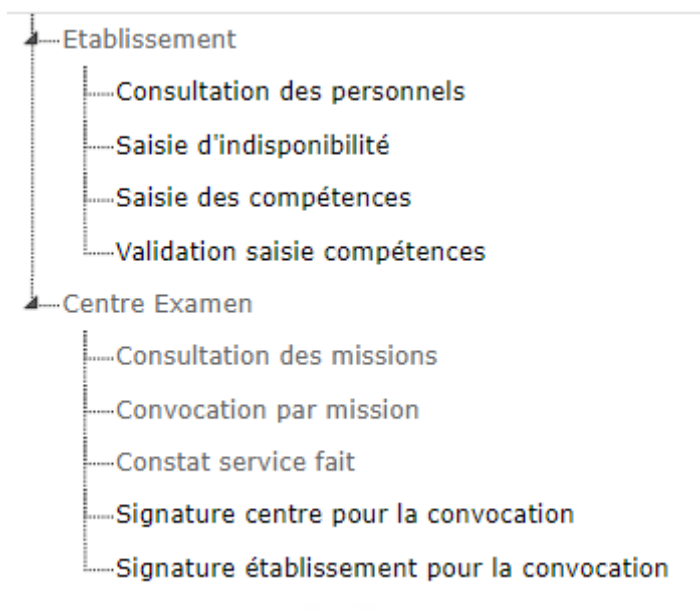 Etablissement
Consultation des personnels
Saisie d'indisponibilité
Saisie des compétences
Validation saisie compétences
Centre Examen
Consultation des missions
Convocation par mission
Constat service fait
Signature centre pour la convocation
Signature établissement pour la convocation